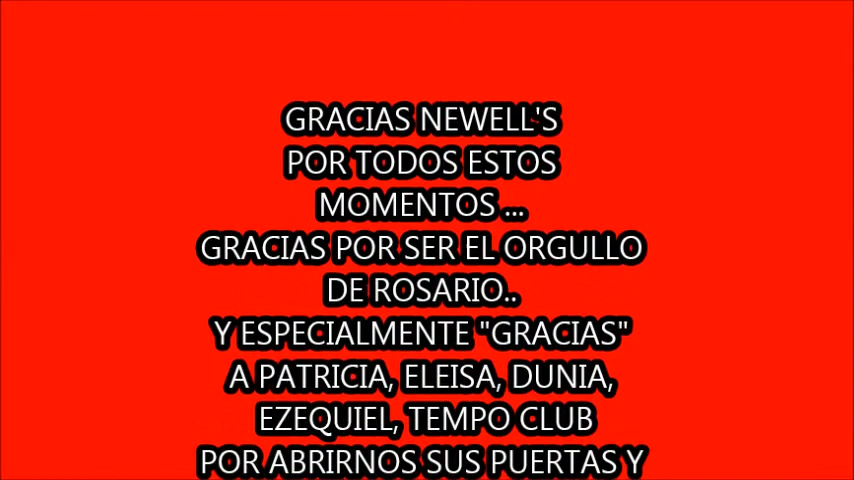 GRACIAS NEWELL'S
POR TODOS ESTOS
MOMENTOS ...
GRACIAS POR SER EL ORGULLO
DE ROSARIO..
Y ESPECIALMENTE "GRACIAS"
A PATRICIA, ELEISA, DUNIA,
EZEQUIEL, TEMPO CLUB
POR ABRIRNOS SUS PUERTAS Y